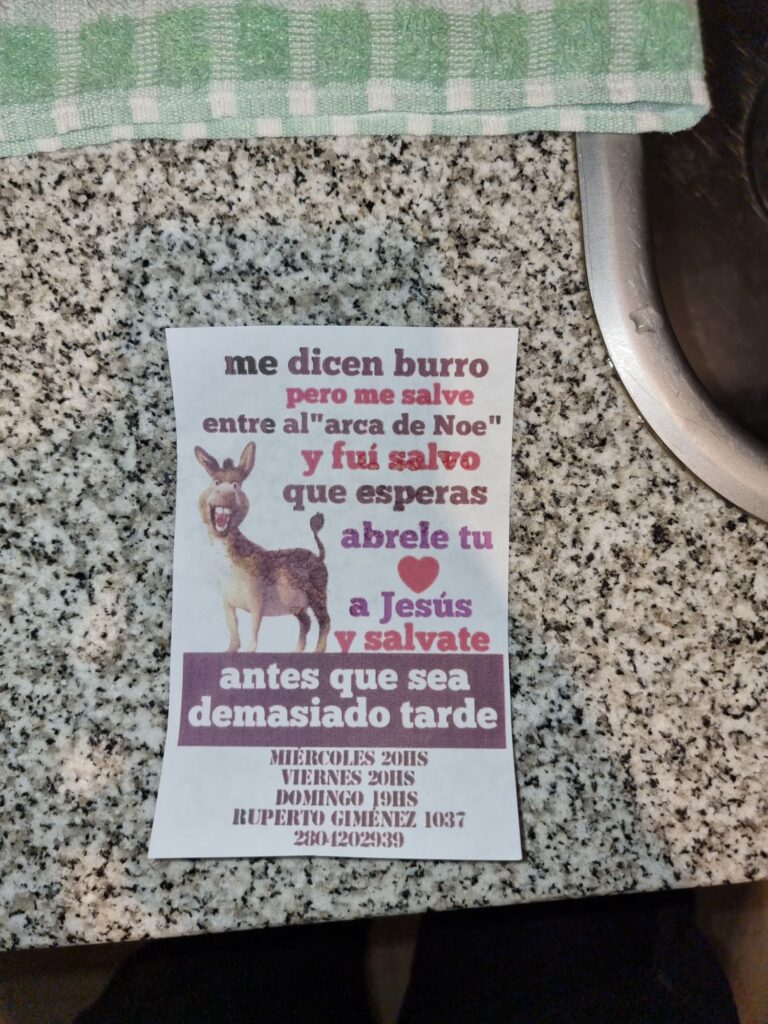 me dicen burro
pero me salve
entre al"arca de Noe"
y fuí salvo
que esperas
abrele tu
a Jesús
y salvate
antes que sea
demasiado tarde
MIÉRCOLES 20HS
VIERNES 20HS
DOMINGO 19HS
RUPERTO GIMÉNEZ 1037
2804202939